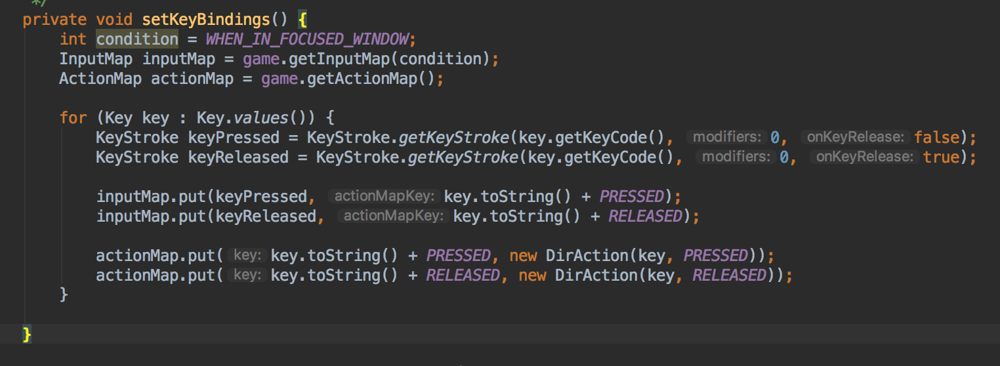 */
private void setKeyBindings() {
int condition = WHEN_IN_FOCUSED_WINDOW;
InputMap inputMap = game.getInputMap(condition);
ActionMap actionMap = game.getActionMap();
for (Key key : Key.values()) {
KeyStroke keyPressed = KeyStroke.getKeyStroke(key.getKeyCode(), modifiers: 0, onKeyRelease: false);
KeyStroke keyReleased = KeyStroke.getKeyStroke(key.getKeyCode(), modifiers: 0, onKeyRelease: true);
inputMap.put(keyPressed, actionMapKey: key.toString() + PRESSED);
inputMap.put(keyReleased, actionMapKey: key.toString() + RELEASED);
actionMap.put( key: key.toString() + PRESSED, new DirAction(key, PRESSED));
actionMap.put( key: key.toString() + RELEASED, new DirAction(key, RELEASED));
}
}